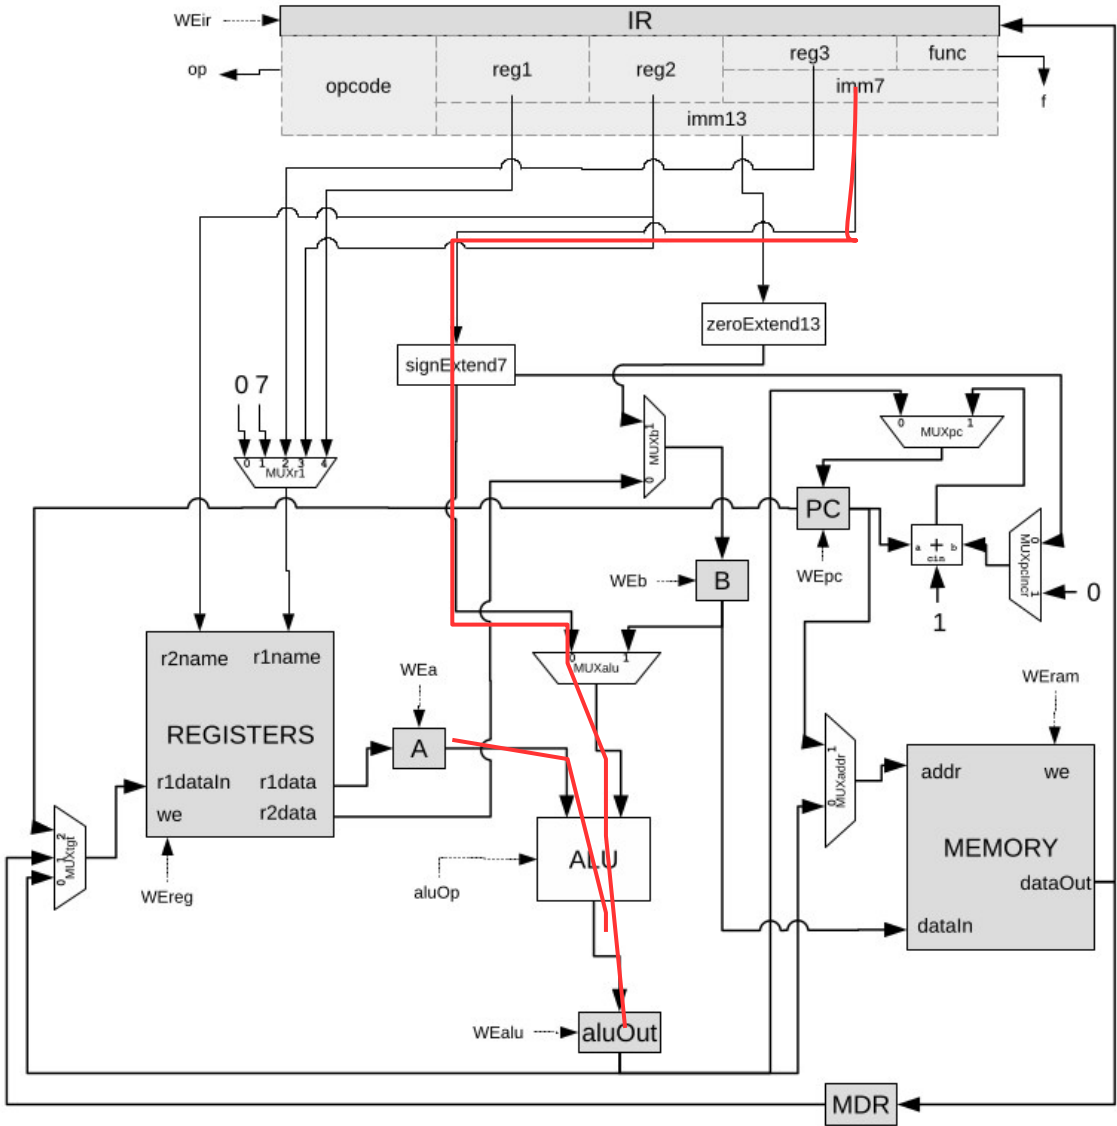 WEir
IR
op
opcode
reg1
reg2
reg3
func
imm7
f
imm13
zeroExtend13
signExtend7
0 7
0 1 2 3 4
MUXr1
1
MUXb
0
0 1
MUXpc
PC
WEpc
a + b
cin
1
0
MUXpcincr
1
0
WEb
B
r2name
r1name
WEa
0 1
MUXalu
WEram
REGISTERS
A
1
MUXaddr
0
addr
we
r1dataIn
r1data
we
r2data
2
1
0
MUXtgt
WEreg
aluOp
ALU
MEMORY
dataOut
dataIn
WEalu
aluOut
MDR